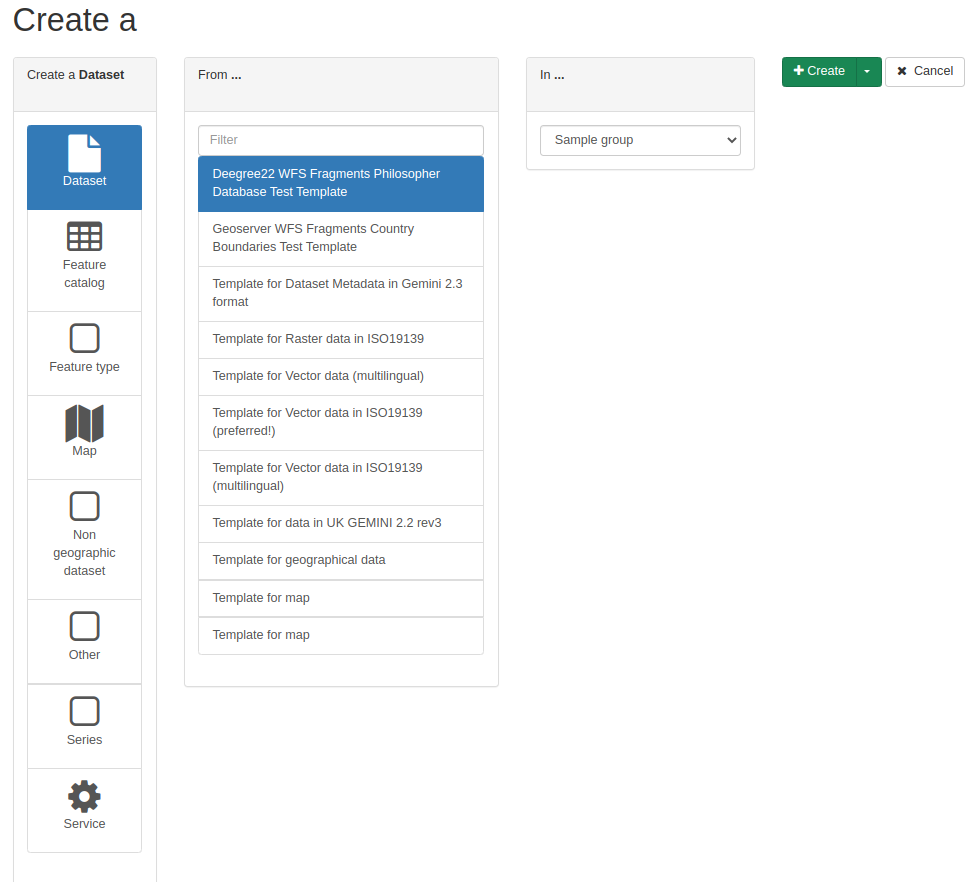 Create a
Create a Dataset
From ...
In ...
Create
Cancel
Dataset
Feature
catalog
Feature type
Map
Non
geographic
dataset
Other
Series
Service
Filter
Deegree22 WFS Fragments Philosopher
Database Test Template
Geoserver WFS Fragments Country
Boundaries Test Template
Template for Dataset Metadata in Gemini 2.3
format
Template for Raster data in ISO19139
Template for Vector data (multilingual)
Template for Vector data in ISO19139
(preferred!)
Template for Vector data in ISO19139
(multilingual)
Template for data in UK GEMINI 2.2 rev3
Template for geographical data
Template for map
Template for map
Sample group